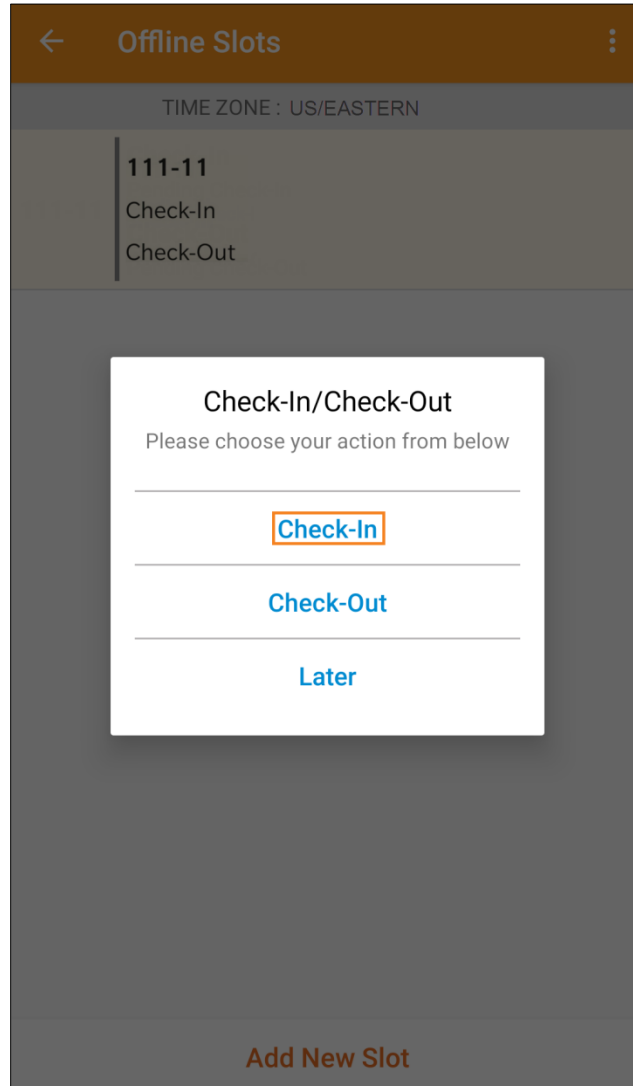 Offline Slots
TIME ZONE : US/EASTERN
111-11
Check-In
Check-Out
Check-In/Check-Out
Please choose your action from below
Check-In
Check-Out
Later
Add New Slot